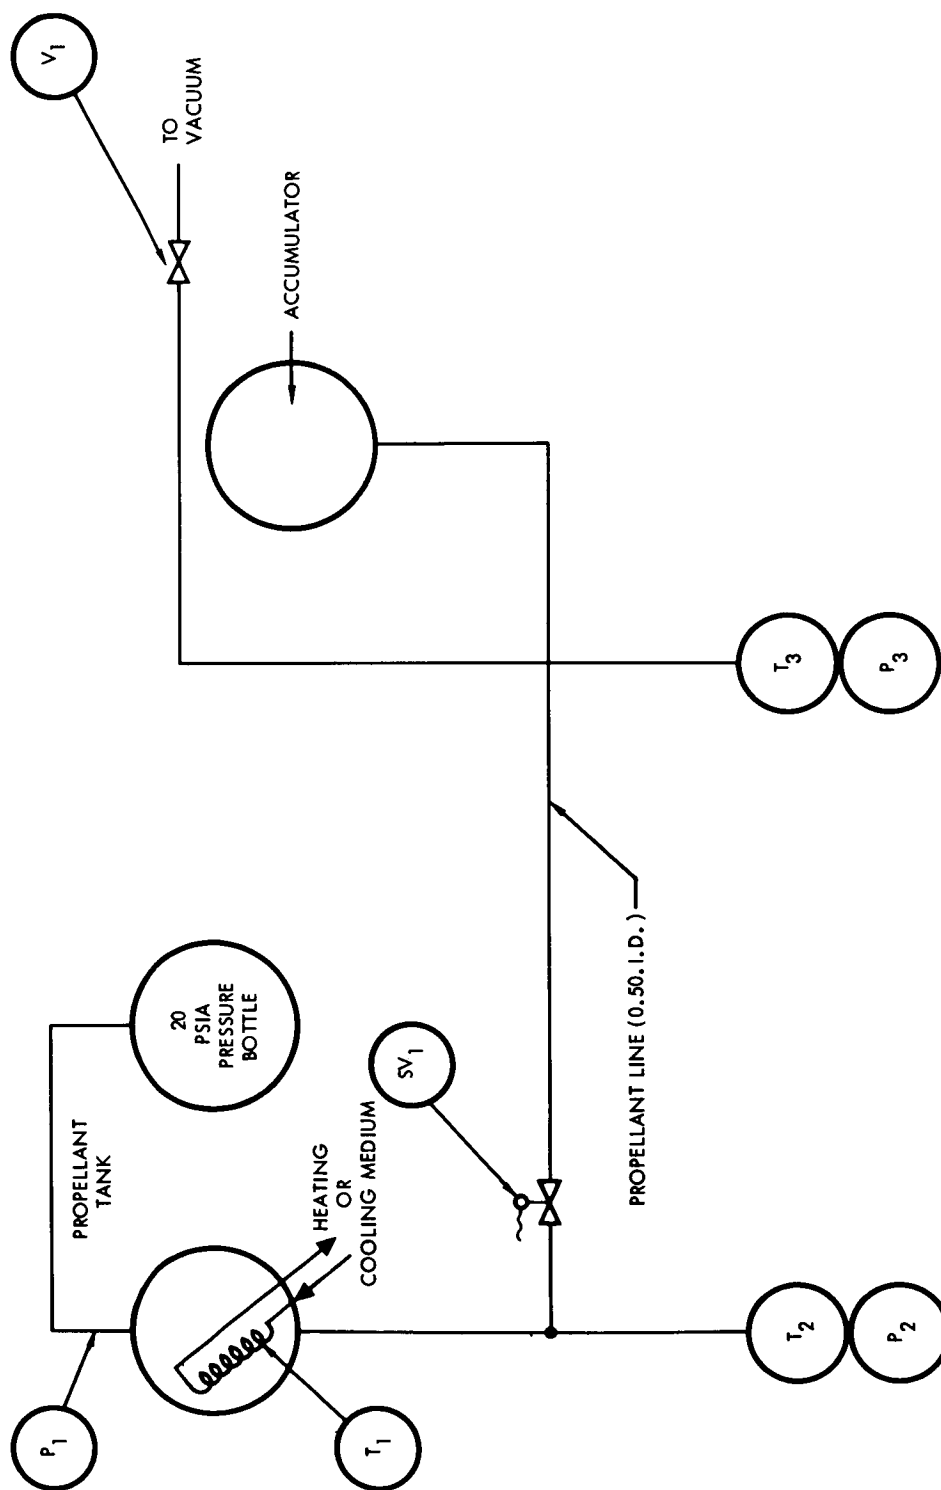 P1
PROPELLANT
TANK
20
PSIA
PRESSURE
BOTTLE
V1
TO
VACUUM
ACCUMULATOR
HEATING
OR
COOLING MEDIUM
T1
SV1
PROPELLANT LINE (0.50.I.D.)
T2
P2
T3
P3